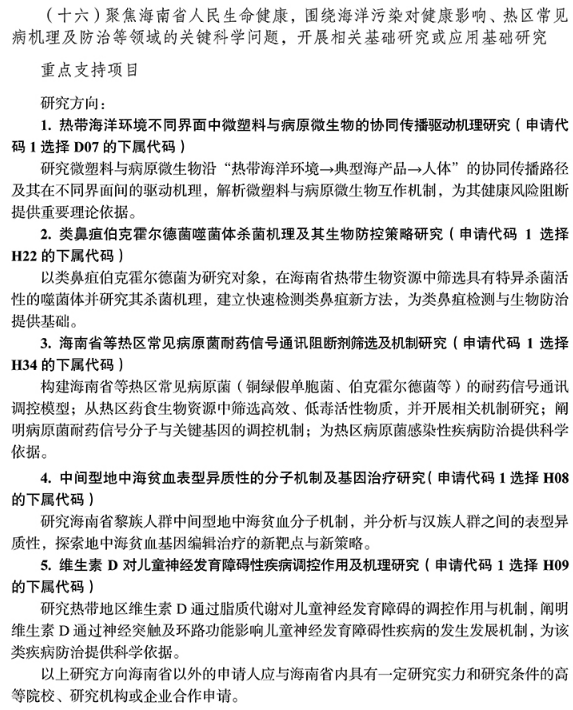 （十六）聚焦海南省人民生命健康，围绕海洋污染对健康影响、热区常见
病机理及防治等领域的关键科学问题，开展相关基础研究或应用基础研究
重点支持项目
研究方向：
1. 热带海洋环境不同界面中微塑料与病原微生物的协同传播驱动机理研究（申请代
码 1 选择 D07 的下属代码）
研究微塑料与病原微生物沿“热带海洋环境→典型海产品→人体”的协同传播路径
及其在不同界面间的驱动机理，解析微塑料与病原微生物互作机制，为其健康风险阻断
提供重要理论依据。
2. 类鼻疽伯克霍尔德菌噬菌体杀菌机理及其生物防控策略研究（申请代码 1 选择
H22 的下属代码）
以类鼻疽伯克霍尔德菌为研究对象，在海南省热带生物资源中筛选具有特异杀菌活
性的噬菌体并研究其杀菌机理，建立快速检测类鼻疽新方法，为类鼻疽检测与生物防治
提供基础。
3. 海南省等热区常见病原菌耐药信号通讯阻断剂筛选及机制研究（申请代码 1 选择
H34 的下属代码）
构建海南省等热区常见病原菌（铜绿假单胞菌、伯克霍尔德菌等）的耐药信号通讯
调控模型；从热区药食生物资源中筛选高效、低毒活性物质，并开展相关机制研究；阐
明病原菌耐药信号分子与关键基因的调控机制；为热区病原菌感染性疾病防治提供科学
依据。
4. 中间型地中海贫血表型异质性的分子机制及基因治疗研究（申请代码 1 选择 H08
的下属代码）
研究海南省黎族人群中间型地中海贫血分子机制，并分析与汉族人群之间的表型异
质性，探索地中海贫血基因编辑治疗的新靶点与新策略。
5. 维生素 D 对儿童神经发育障碍性疾病调控作用及机理研究（申请代码 1 选择 H09
的下属代码）
研究热带地区维生素 D 通过脂质代谢对儿童神经发育障碍的调控作用与机制，阐明
维生素 D 通过神经突触及环路功能影响儿童神经发育障碍性疾病的发生发展机制，为该
类疾病防治提供科学依据。
以上研究方向海南省以外的申请人应与海南省内具有一定研究实力和研究条件的高
等院校、研究机构或企业合作申请。